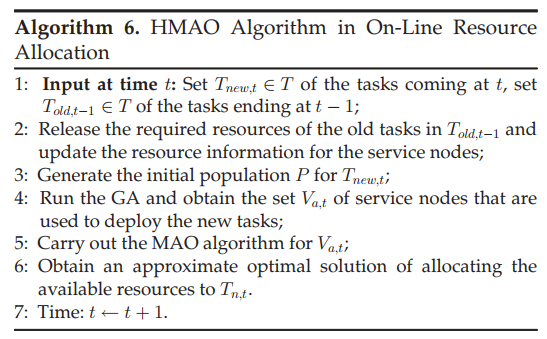 Algorithm 6. HMAO Algorithm in On-Line Resource
Allocation
1: Input at time t: Set T_{new,t} ∈ T of the tasks coming at t, set
T_{old,t−1} ∈ T of the tasks ending at t − 1;
2: Release the required resources of the old tasks in T_{old,t−1} and
update the resource information for the service nodes;
3: Generate the initial population P for T_{new,t};
4: Run the GA and obtain the set V_{a,t} of service nodes that are
used to deploy the new tasks;
5: Carry out the MAO algorithm for V_{a,t};
6: Obtain an approximate optimal solution of allocating the
available resources to T_{n,t}.
7: Time: t ← t + 1.